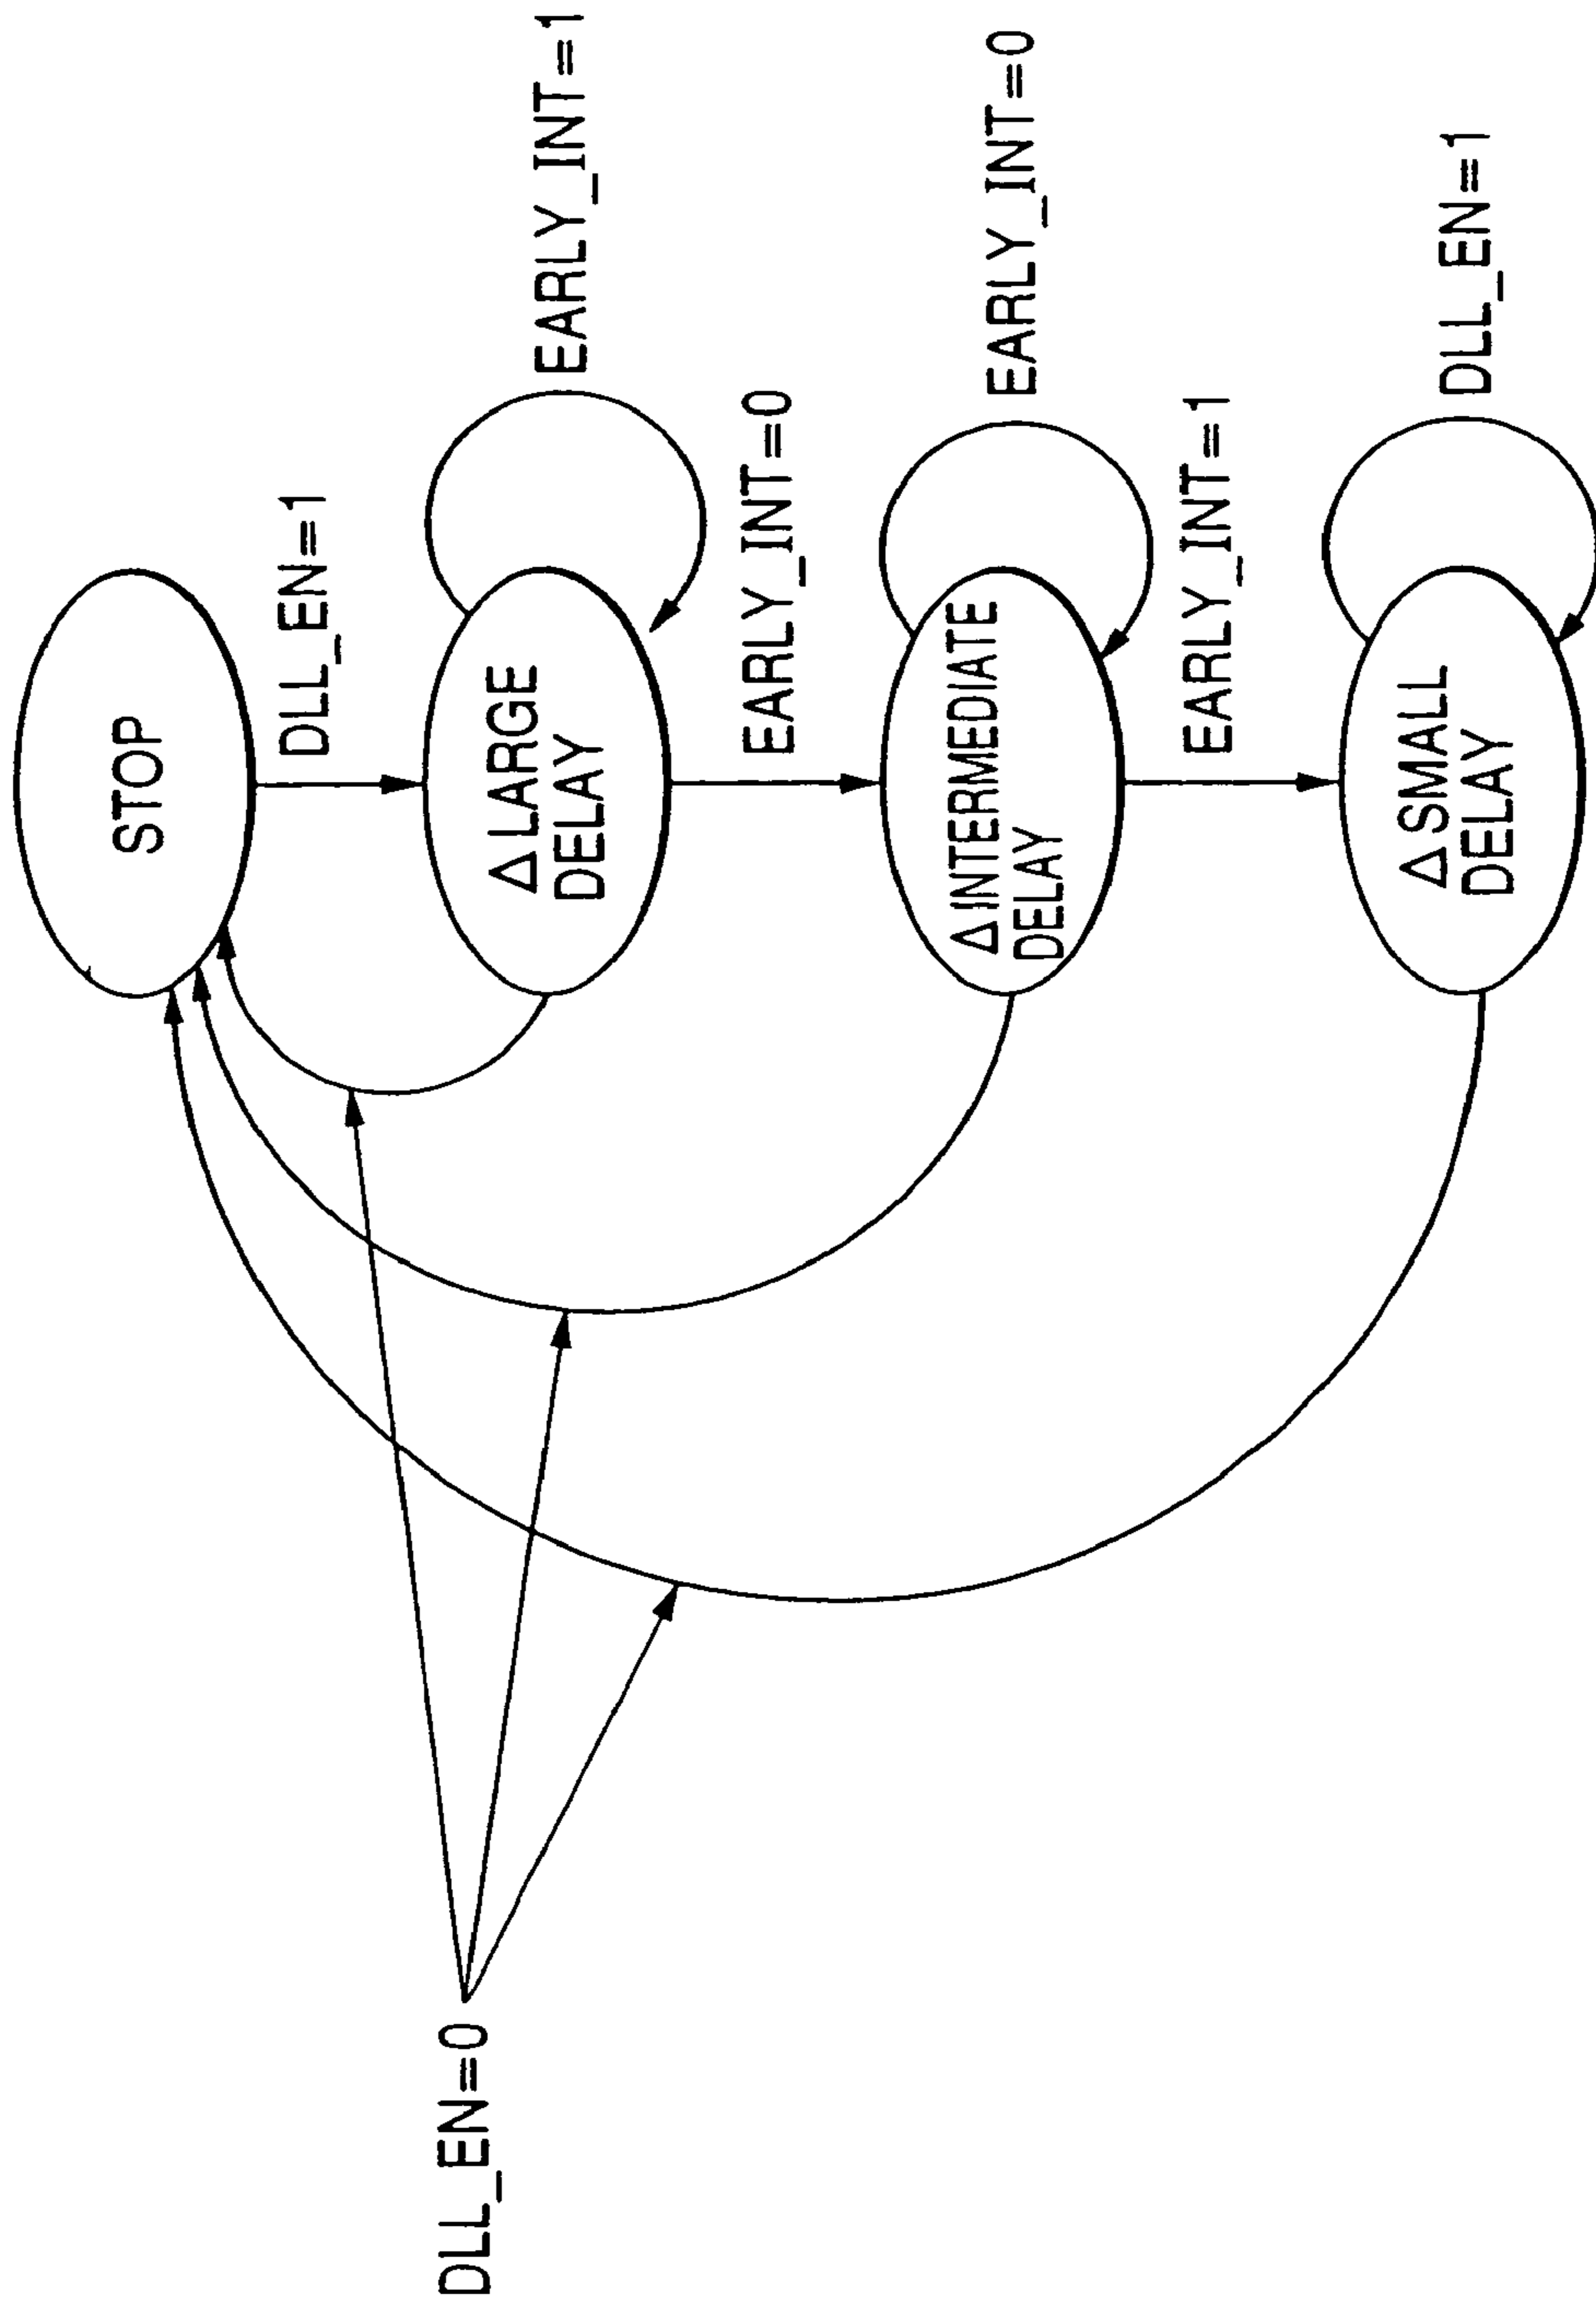 STOP
DLL_EN=1
Δ LARGE
DELAY
EARLY_INT=1
EARLY_INT=0
ΔINTERMEDIATE
DELAY
EARLY_INT=0
EARLY_INT=1
ΔSMALL
DELAY
DLL_EN=1
DLL_EN=0